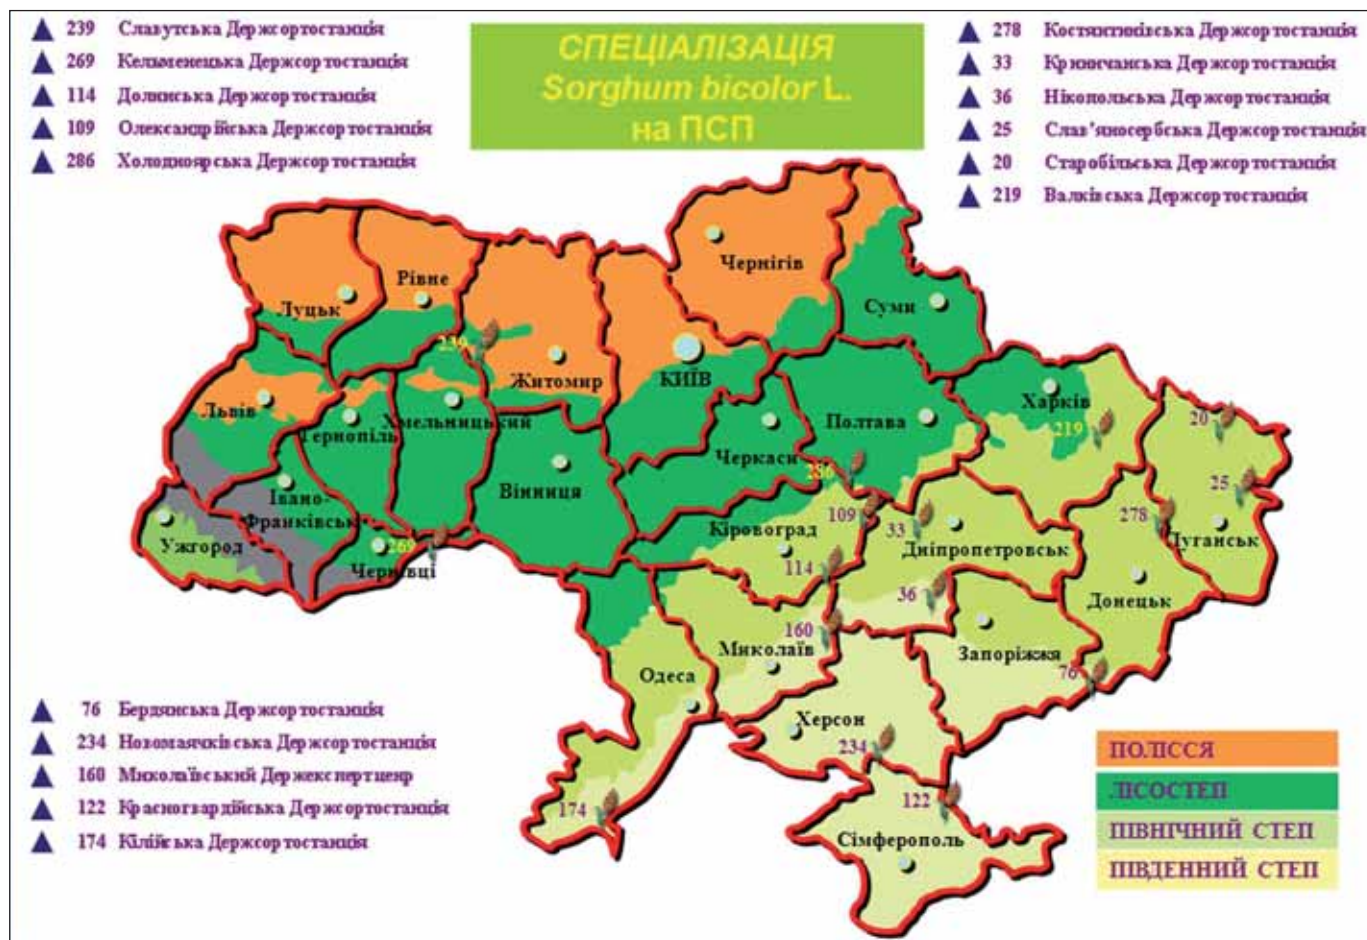 239 Славутська Держсортостанція
269 Кельменецька Держсортостанція
114 Долинська Держсортостанція
109 Олександрійська Держсортостанція
286 Холодноярська Держсортостанція
СПЕЦІАЛІЗАЦІЯ
Sorghum bicolor L.
на ПСП
278 Костянтинівська Держсортостанція
33 Криничанська Держсортостанція
36 Нікопольська Держсортостанція
25 Слав’яносербська Держсортостанція
20 Старобільська Держсортостанція
219 Валківська Держсортостанція
Чернігів
Рівне
Луцьк
Суми
239
Житомир
КИЇВ
Львів
Тернопіль
Хмельницький
Полтава
Харків
219
20
Черкаси
286
Вінниця
25
Івано-
Франківськ
Кіровоград
109
33
278
Луганськ
Ужгород
269
Чернівці
Дніпропетровськ
114
36
Донецьк
160
Миколаїв
Запоріжжя
Одеса
76
Херсон
234
174
122
Сімферополь
76 Бердянська Держсортостанція
234 Новомаячківська Держсортостанція
160 Миколаївський Держекспертценр
122 Красногвардійська Держсортостанція
174 Кілійська Держсортостанція
ПОЛІССЯ
ЛІСОСТЕП
ПІВНІЧНИЙ СТЕП
ПІВДЕННИЙ СТЕП